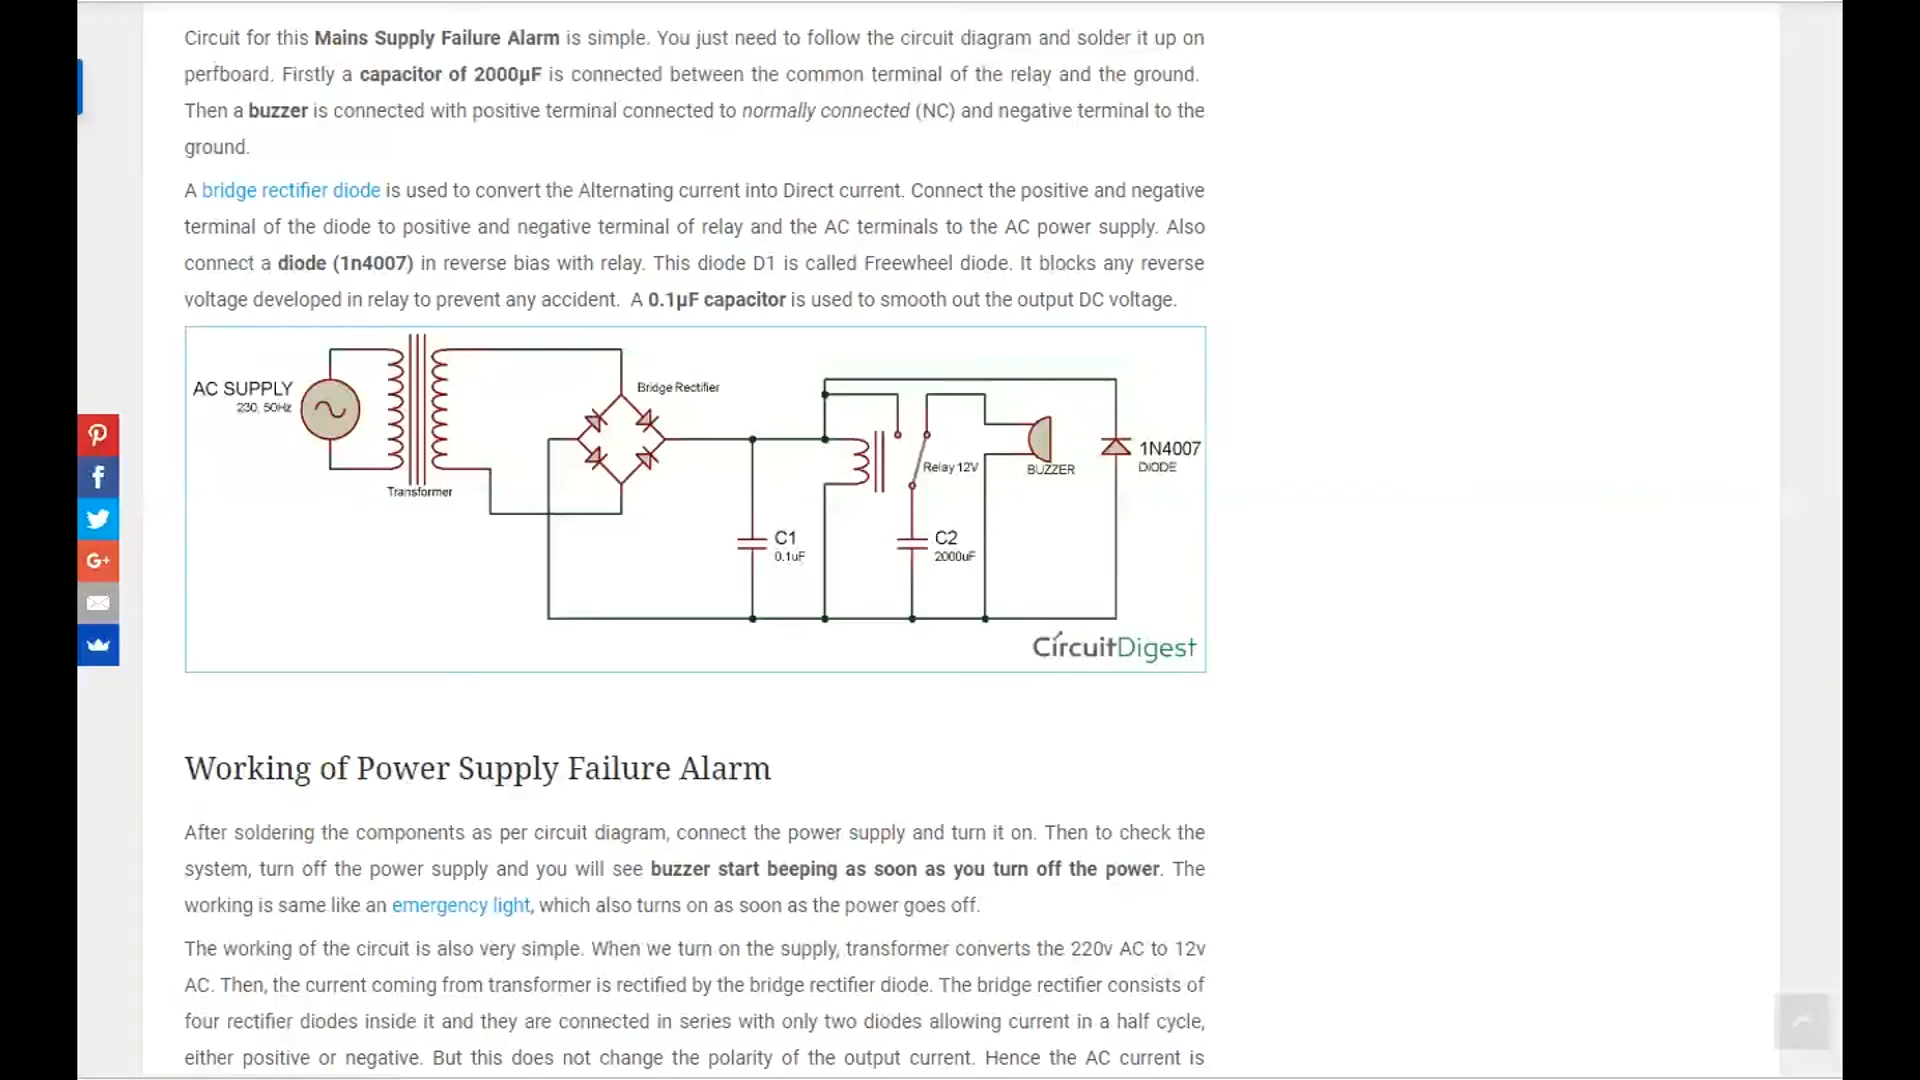 Circuit for this Mains Supply Failure Alarm is simple. You just need to follow the circuit diagram and solder it up on
perfboard. Firstly a capacitor of 2000µF is connected between the common terminal of the relay and the ground.
Then a buzzer is connected with positive terminal connected to normally connected (NC) and negative terminal to the
ground.
A bridge rectifier diode is used to convert the Alternating current into Direct current. Connect the positive and negative
terminal of the diode to positive and negative terminal of relay and the AC terminals to the AC power supply. Also
connect a diode (1n4007) in reverse bias with relay. This diode D1 is called Freewheel diode. It blocks any reverse
voltage developed in relay to prevent any accident. A 0.1µF capacitor is used to smooth out the output DC voltage.
AC SUPPLY
230, 50Hz
Transformer
Bridge Rectifier
C1
0.1uF
Relay 12V
C2
2000uF
BUZZER
1N4007
DIODE
CircuitDigest
G+
Working of Power Supply Failure Alarm
After soldering the components as per circuit diagram, connect the power supply and turn it on. Then to check the
system, turn off the power supply and you will see buzzer start beeping as soon as you turn off the power. The
working is same like an emergency light, which also turns on as soon as the power goes off.
The working of the circuit is also very simple. When we turn on the supply, transformer converts the 220v AC to 12v
AC. Then, the current coming from transformer is rectified by the bridge rectifier diode. The bridge rectifier consists of
four rectifier diodes inside it and they are connected in series with only two diodes allowing current in a half cycle,
either positive or negative. But this does not change the polarity of the output current. Hence the AC current is